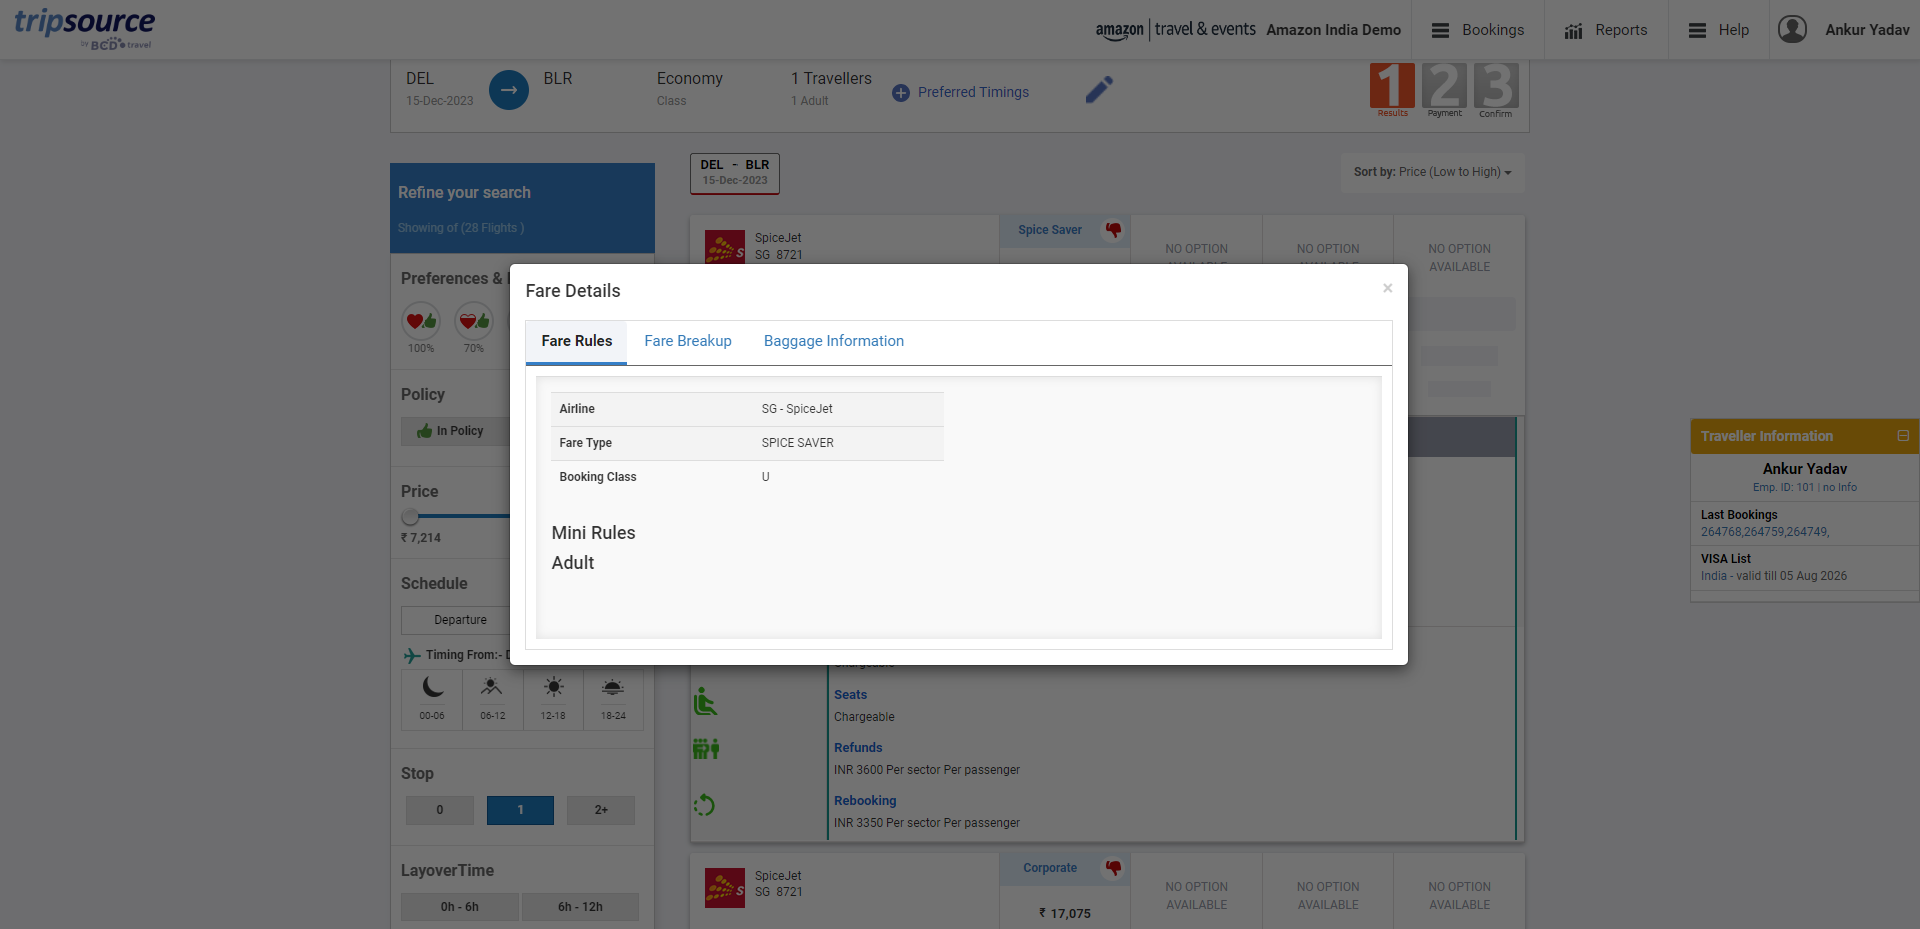 tripsource
by BCD travel
amazon | travel & events Amazon India Demo
Bookings
Reports
Help
Ankur Yadav
DEL
15-Dec-2023
BLR
Economy
Class
1 Travellers
1 Adult
Preferred Timings
1 2 3
Results Payment Confirm
Refine your search
Showing of (28 Flights )
DEL - BLR
15-Dec-2023
Sort by: Price (Low to High)
SpiceJet
SG 8721
Spice Saver
NO OPTION
AVAILABLE
NO OPTION
AVAILABLE
NO OPTION
AVAILABLE
Preferences &
100% 70%
Policy
In Policy
Price
₹ 7,214
Schedule
Departure
Timing From:- D
00-06 06-12 12-18 18-24
Stop
0 1 2+
LayoverTime
0h - 6h 6h - 12h
Fare Details
×
Fare Rules Fare Breakup Baggage Information
Airline SG - SpiceJet
Fare Type SPICE SAVER
Booking Class U
Mini Rules
Adult
Chargeable
Seats
Chargeable
Refunds
INR 3600 Per sector Per passenger
Rebooking
INR 3350 Per sector Per passenger
SpiceJet
SG 8721
Corporate
₹ 17,075
NO OPTION
AVAILABLE
NO OPTION
AVAILABLE
NO OPTION
AVAILABLE
Traveller Information
Ankur Yadav
Emp. ID: 101 | no Info
Last Bookings
264768,264759,264749,
VISA List
India - valid till 05 Aug 2026